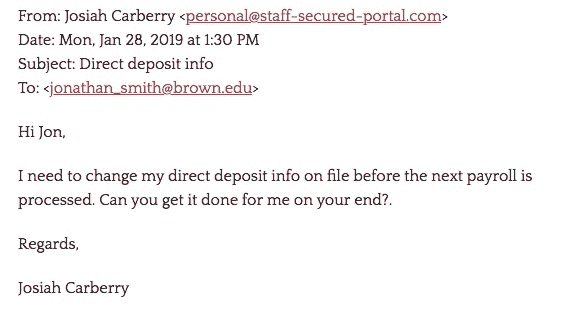 From: Josiah Carberry <personal@staff-secured-portal.com>
Date: Mon, Jan 28, 2019 at 1:30 PM
Subject: Direct deposit info
To: <jonathan_smith@brown.edu>
Hi Jon,
I need to change my direct deposit info on file before the next payroll is
processed. Can you get it done for me on your end?.
Regards,
Josiah Carberry